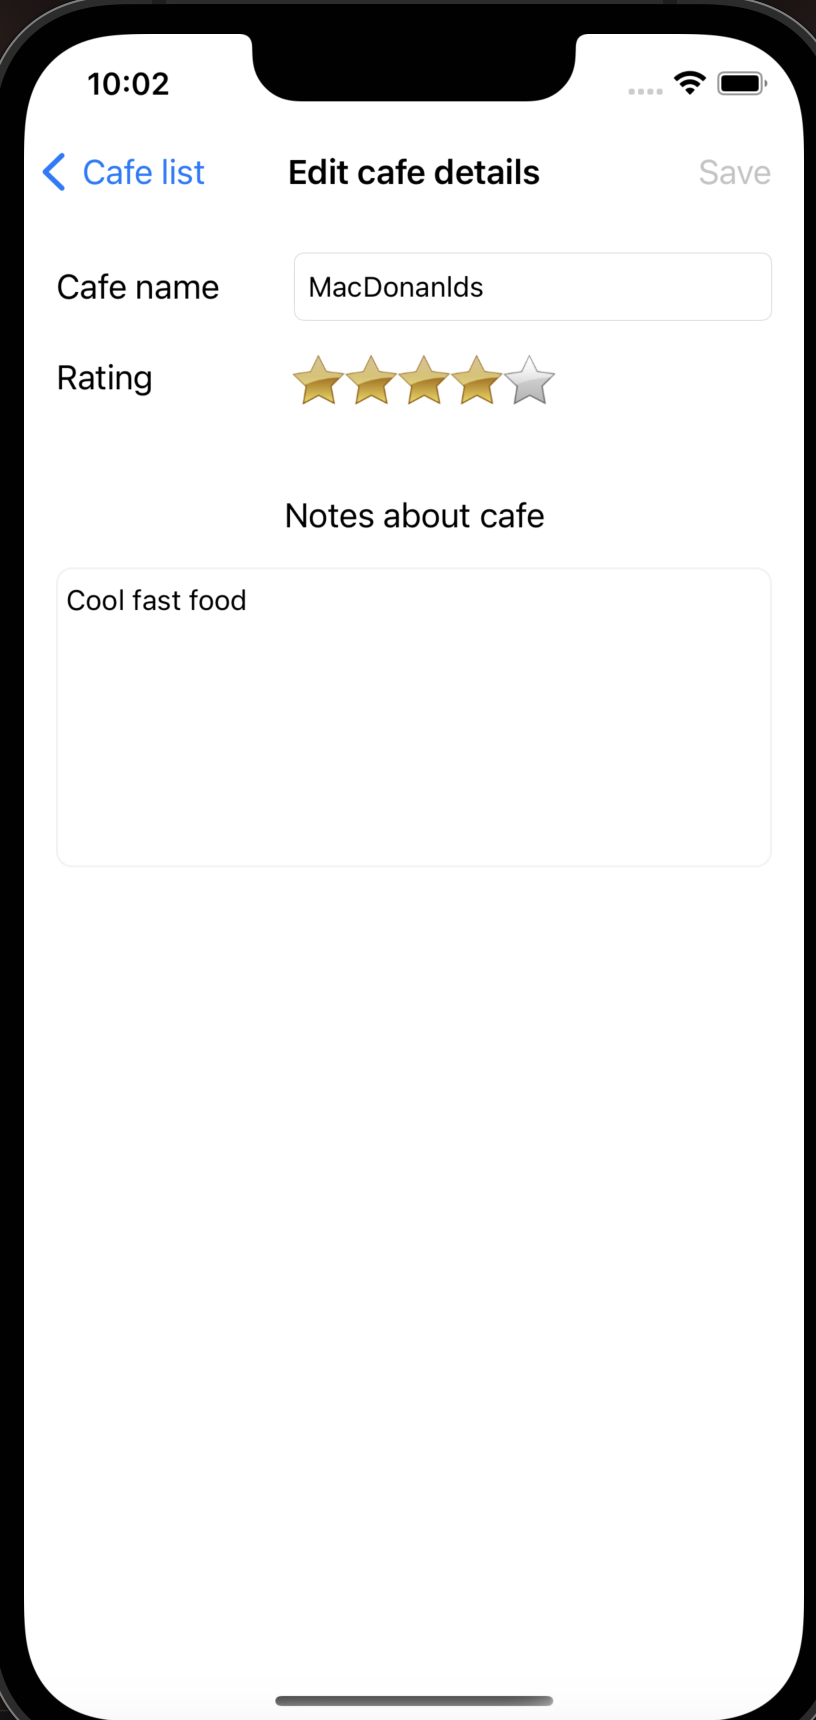 10:02
Cafe list
Edit cafe details
Save
Cafe name
MacDonanlds
Rating
Notes about cafe
Cool fast food